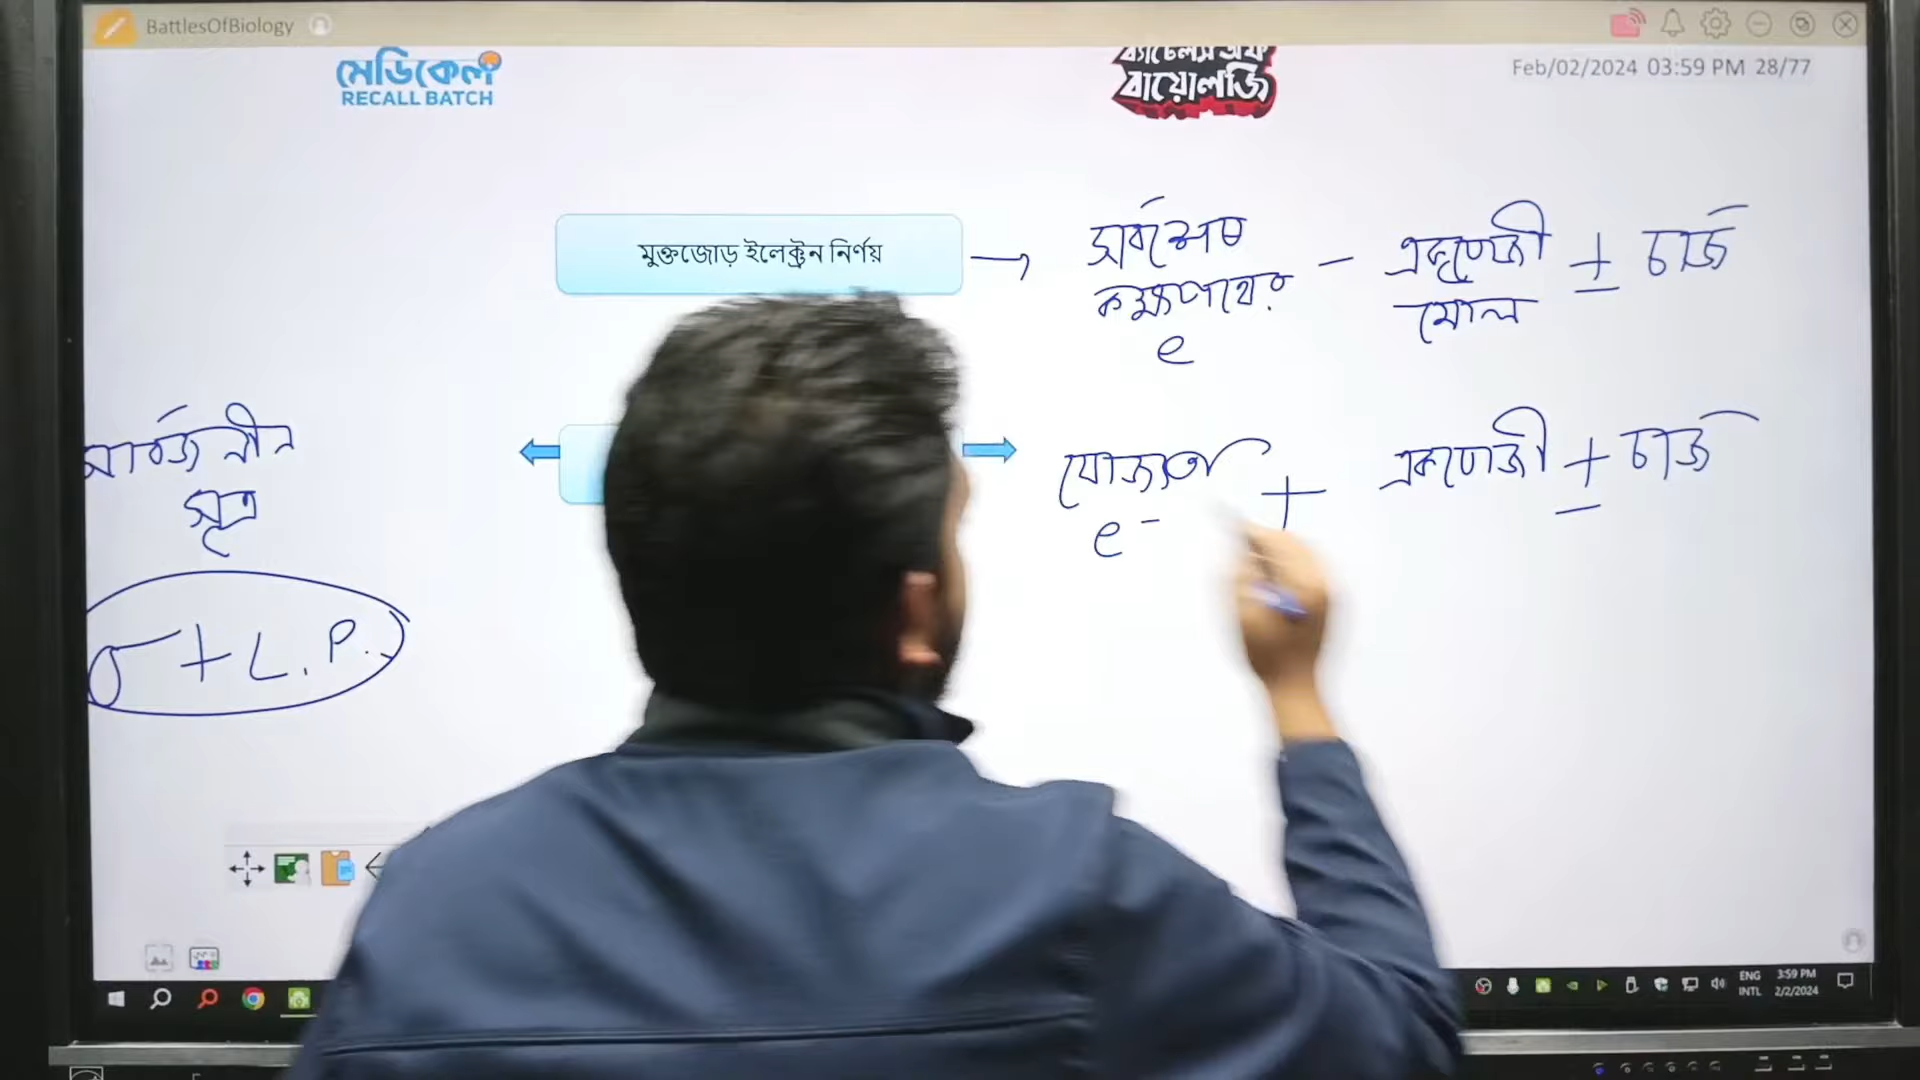 BattlesOfBiology
মেডিকেল
RECALL BATCH
ব্যাটেলস অফ
বায়োলজি
Feb/02/2024 03:59 PM 28/77
মুক্তজোড় ইলেক্ট্রন নির্ণয়
সর্বশেষ
কক্ষপথের
e
–
একযোজী
মৌল
± চার্জ
সার্বজনীন
সূত্র
σ + L.P.
যোজ্যতা
e-
+
একযোজী ± চার্জ
ENG
INTL
3:59 PM
2/2/2024